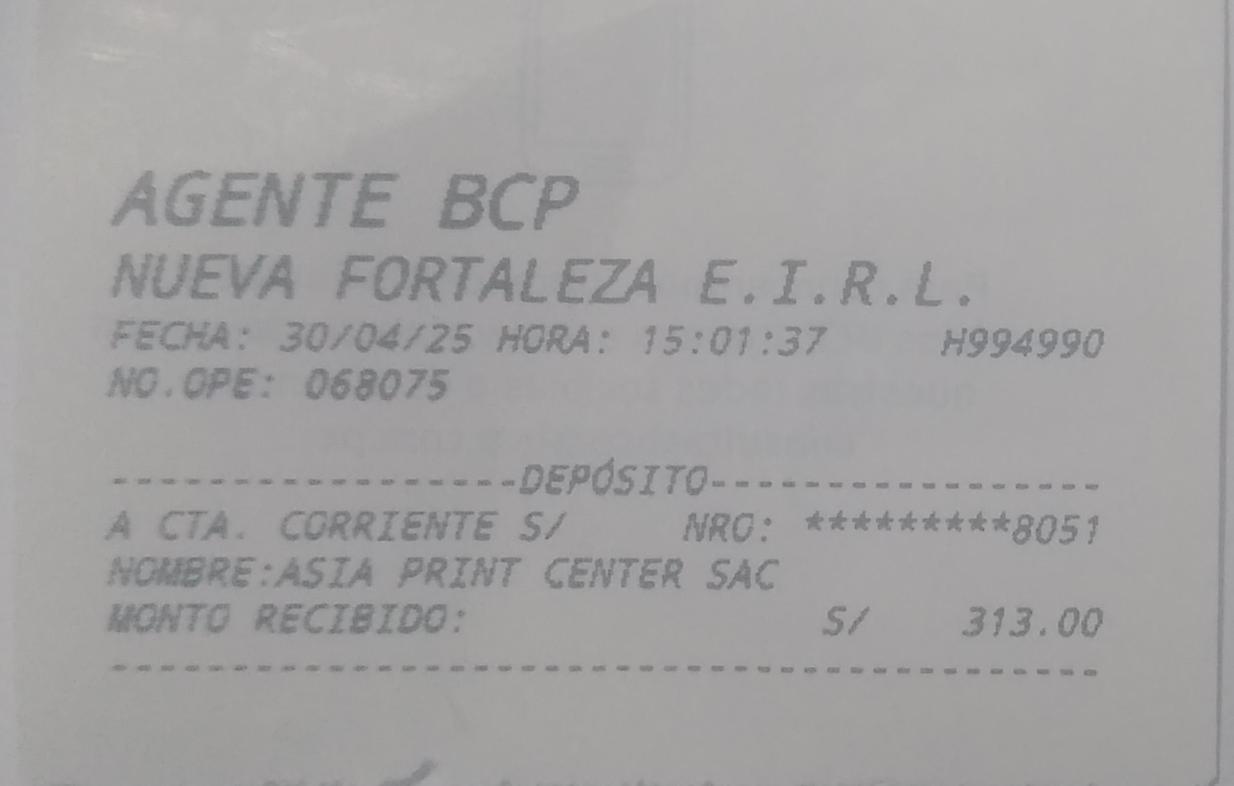 AGENTE BCP
NUEVA FORTALEZA E.I.R.L.
FECHA: 30/04/25 HORA: 15:01:37 H994990
NO.OPE: 068075
-----------------DEPÓSITO-----------------
A CTA. CORRIENTE S/ NRO: *********8051
NOMBRE:ASIA PRINT CENTER SAC
MONTO RECIBIDO: S/ 313.00
------------------------------------------